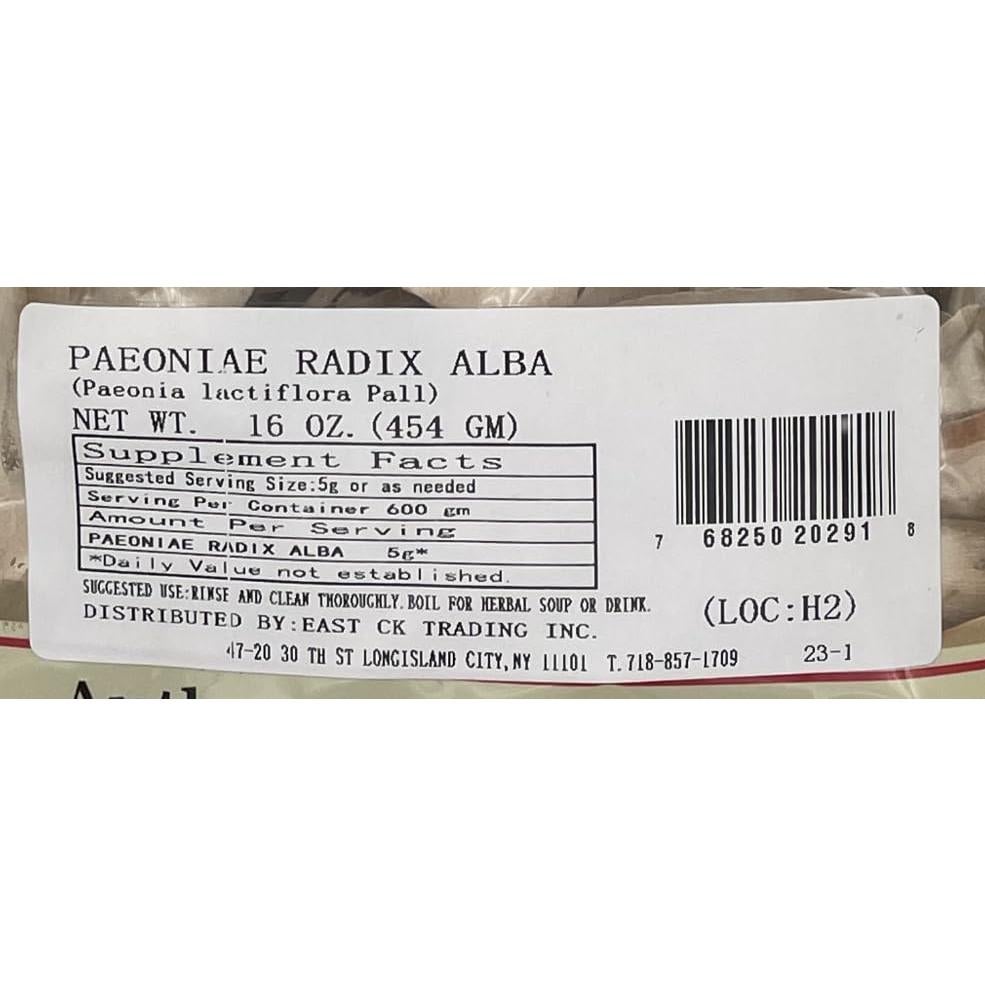 PAEONIAE RADIX ALBA
(Paeonia lactiflora Pall)
NET WT. 16 OZ. (454 GM)
Supplement Facts
Suggested Serving Size:5g or as needed
Serving Per Container 600 gm
Amount Per Serving
PAEONIAE RADIX ALBA 5g*
*Daily Value not established.
SUGGESTED USE:RINSE AND CLEAN THOROUGHLY. BOIL FOR HERBAL SOUP OR DRINK.
DISTRIBUTED BY:EAST CK TRADING INC.
47-20 30 TH ST LONGISLAND CITY,NY 11101 T.718-857-1709
7 68250 20291 8
(LOC:H2)
23-1